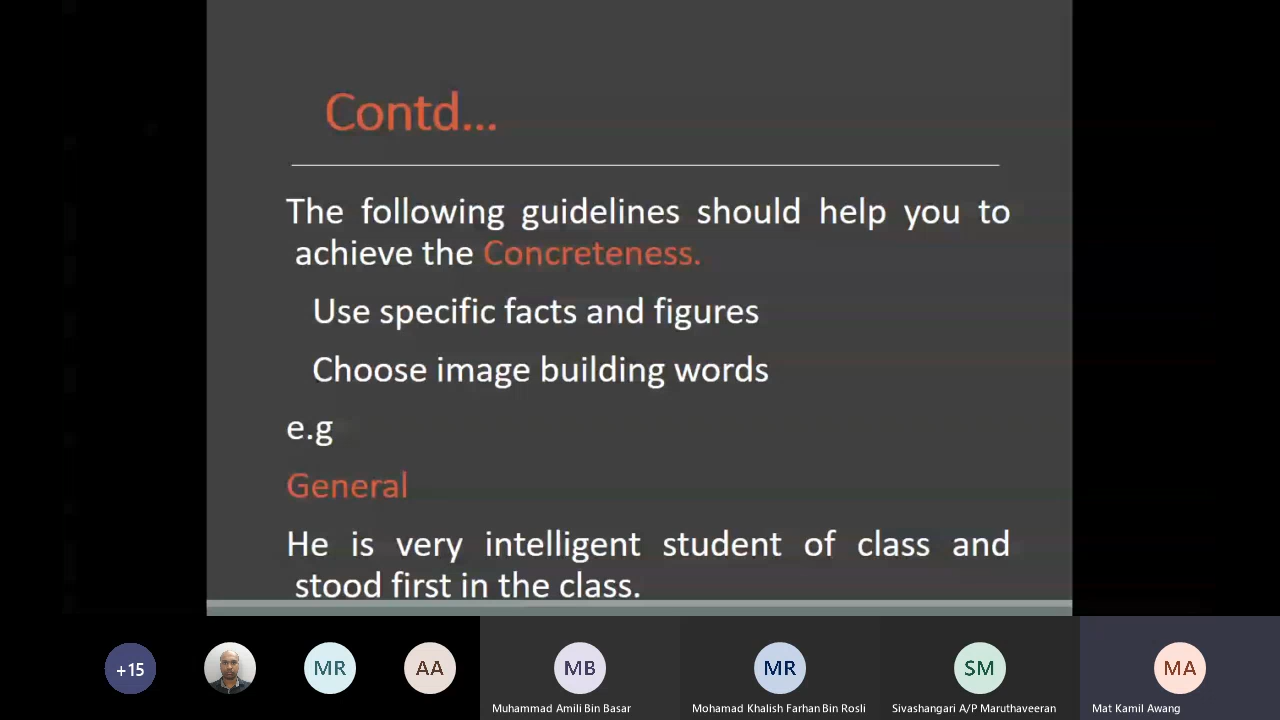 Contd...
The following guidelines should help you to
achieve the Concreteness.
Use specific facts and figures
Choose image building words
e.g
General
He is very intelligent student of class and
stood first in the class.
+15
MR
AA
MB
MR
SM
MA
Muhammad Amili Bin Basar
Mohamad Khalish Farhan Bin Rosli
Sivashangari A/P Maruthaveeran
Mat Kamil Awang